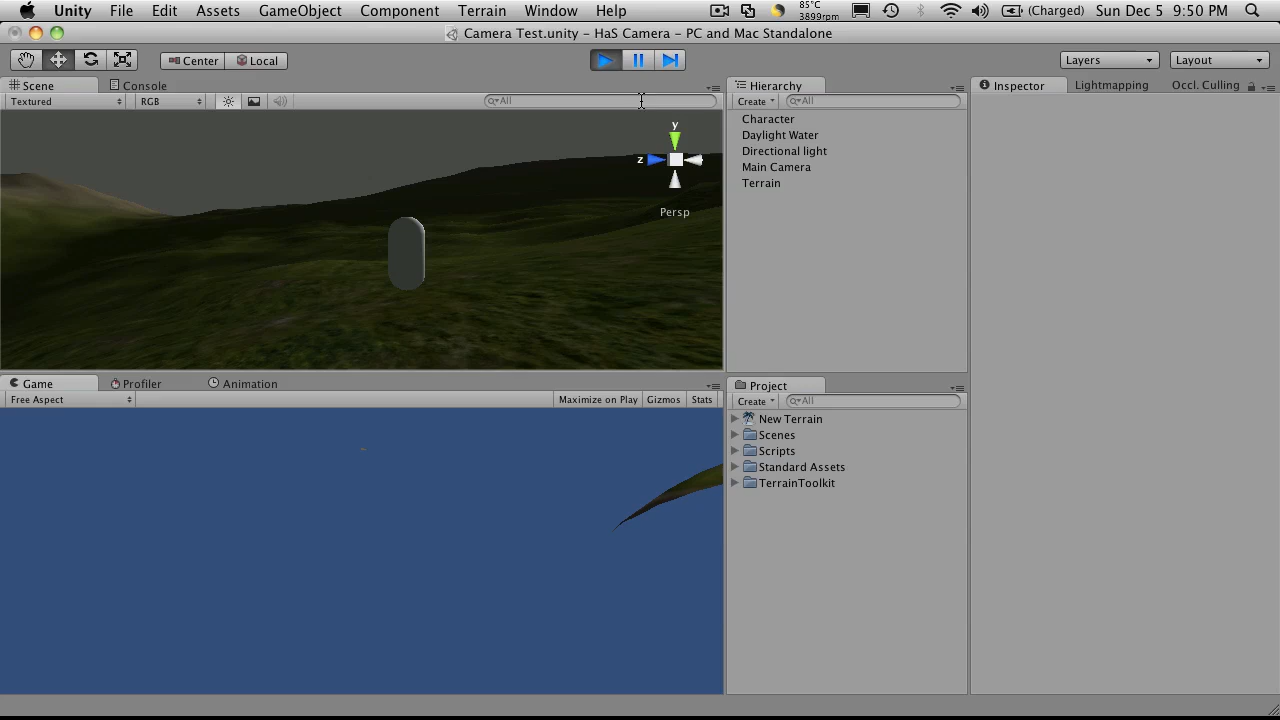 Unity File Edit Assets GameObject Component Terrain Window Help 85°C 3899rpm (Charged) Sun Dec 5 9:50 PM
Camera Test.unity – HaS Camera – PC and Mac Standalone
Center Local Layers Layout
Scene Console
Textured RGB All
y
z
Persp
Hierarchy
Create All
Character
Daylight Water
Directional light
Main Camera
Terrain
Inspector Lightmapping Occl. Culling
Game Profiler Animation
Free Aspect Maximize on Play Gizmos Stats
Project
Create All
New Terrain
Scenes
Scripts
Standard Assets
TerrainToolkit